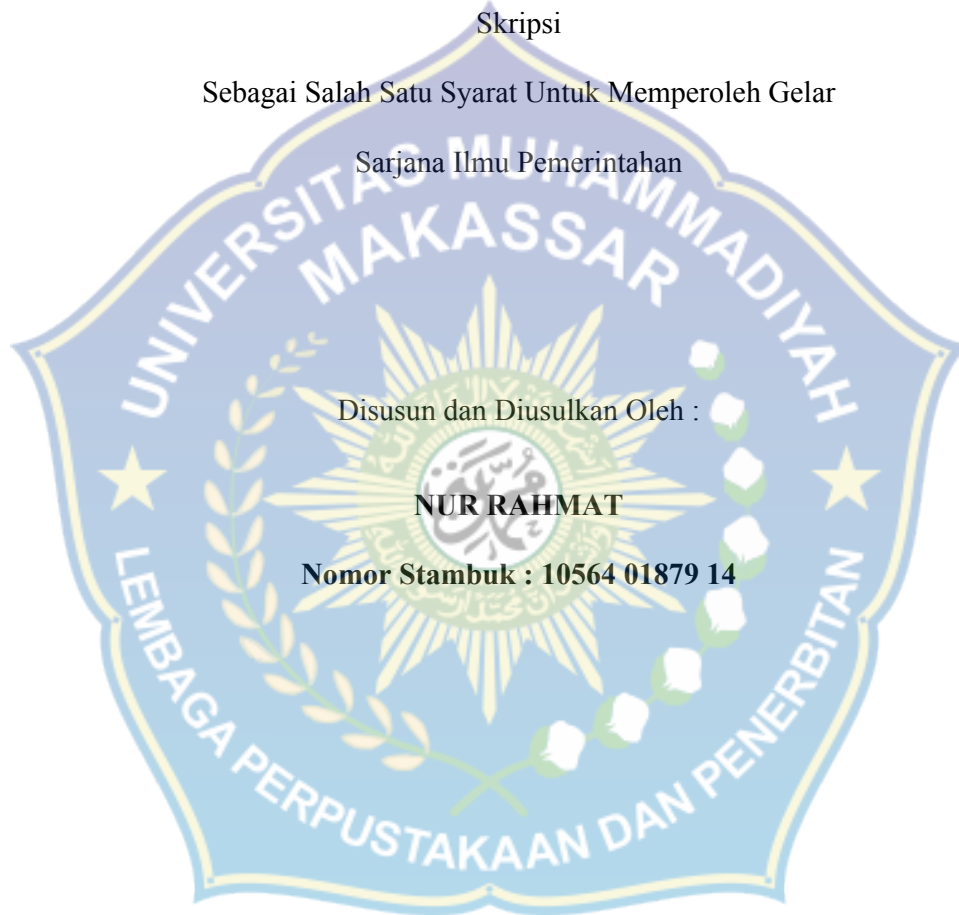 Skripsi
Sebagai Salah Satu Syarat Untuk Memperoleh Gelar
Sarjana Ilmu Pemerintahan
UNIVERSITAS MUHAMMADIYAH
MAKASSAR
Disusun dan Diusulkan Oleh :
NUR RAHMAT
Nomor Stambuk : 10564 01879 14
LEMBAGA PERPUSTAKAAN DAN PENERBITAN